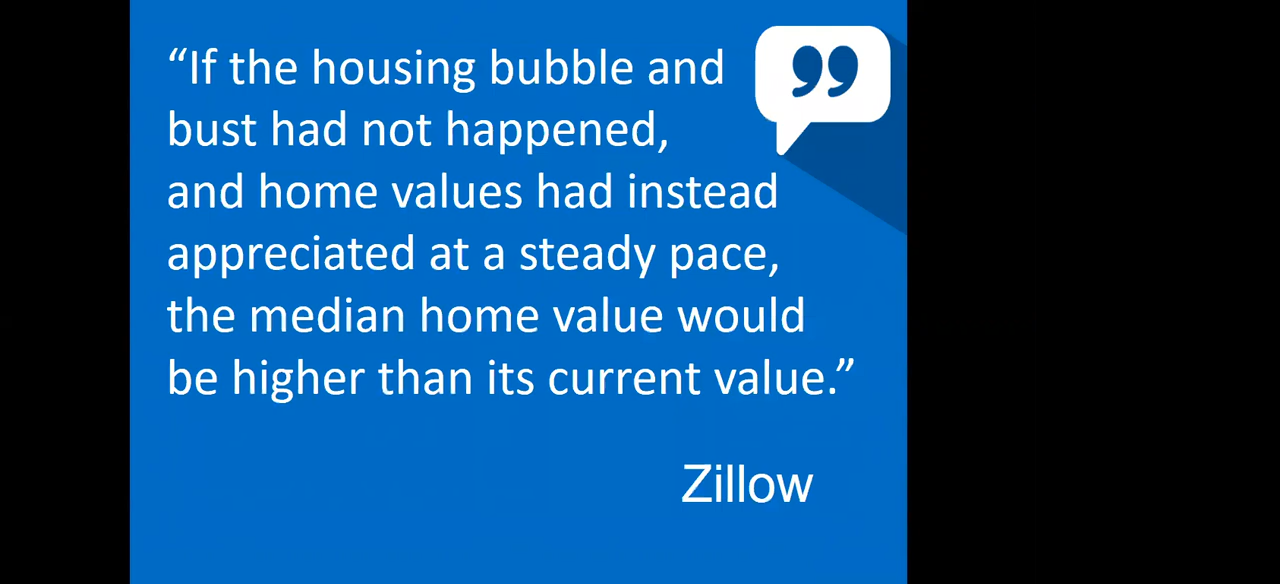 “If the housing bubble and
bust had not happened,
and home values had instead
appreciated at a steady pace,
the median home value would
be higher than its current value.”
Zillow